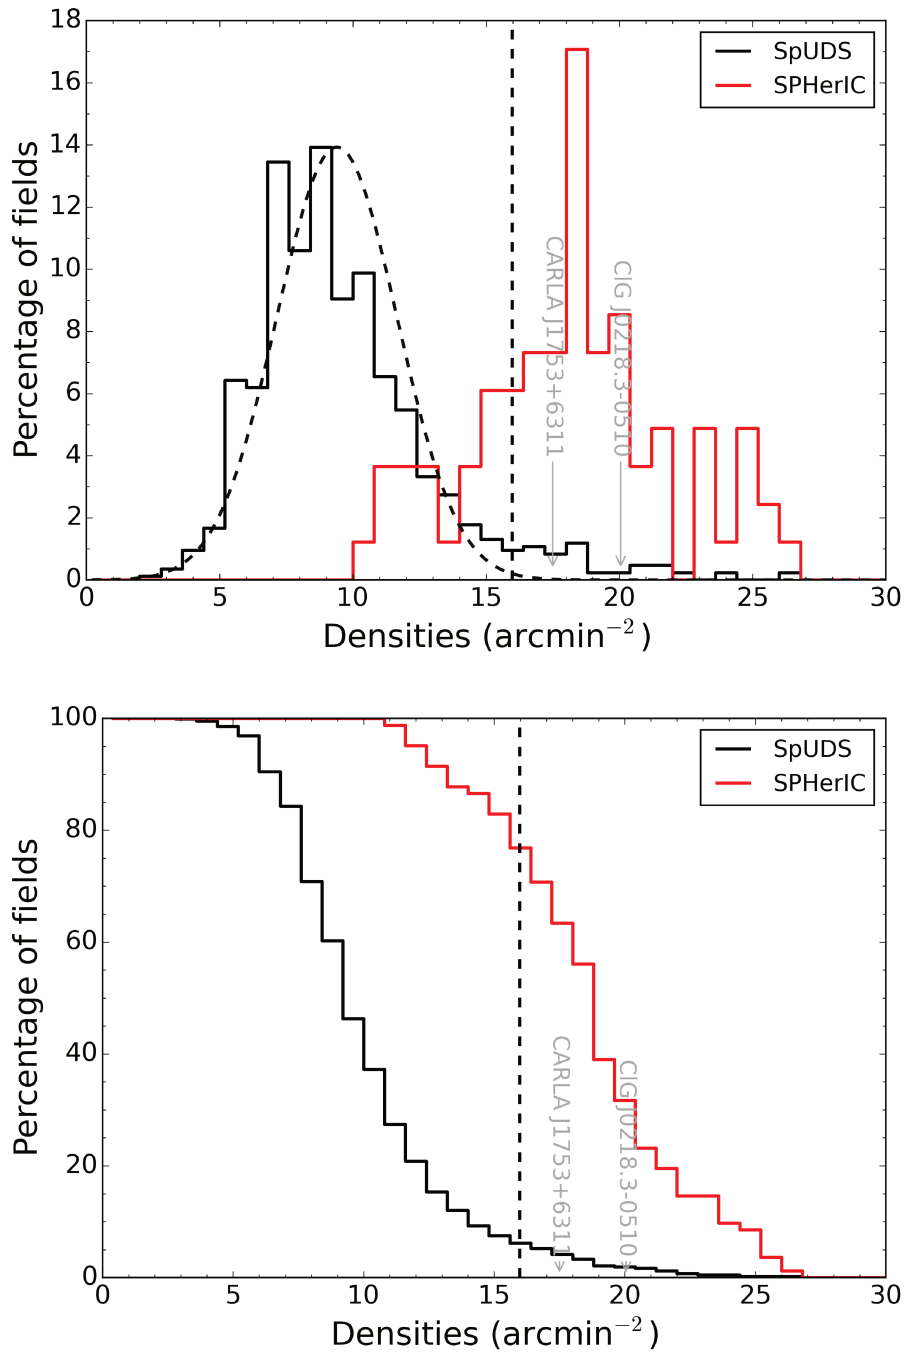 18
16
14
12
10
8
6
4
2
0
Percentage of fields
SpUDS
SPHerIC
CARLA J1753+6311
ClG J0218.3-0510
0 5 10 15 20 25 30
Densities (arcmin⁻²)
100
80
60
40
20
0
Percentage of fields
SpUDS
SPHerIC
CARLA J1753+6311
ClG J0218.3-0510
0 5 10 15 20 25 30
Densities (arcmin⁻²)